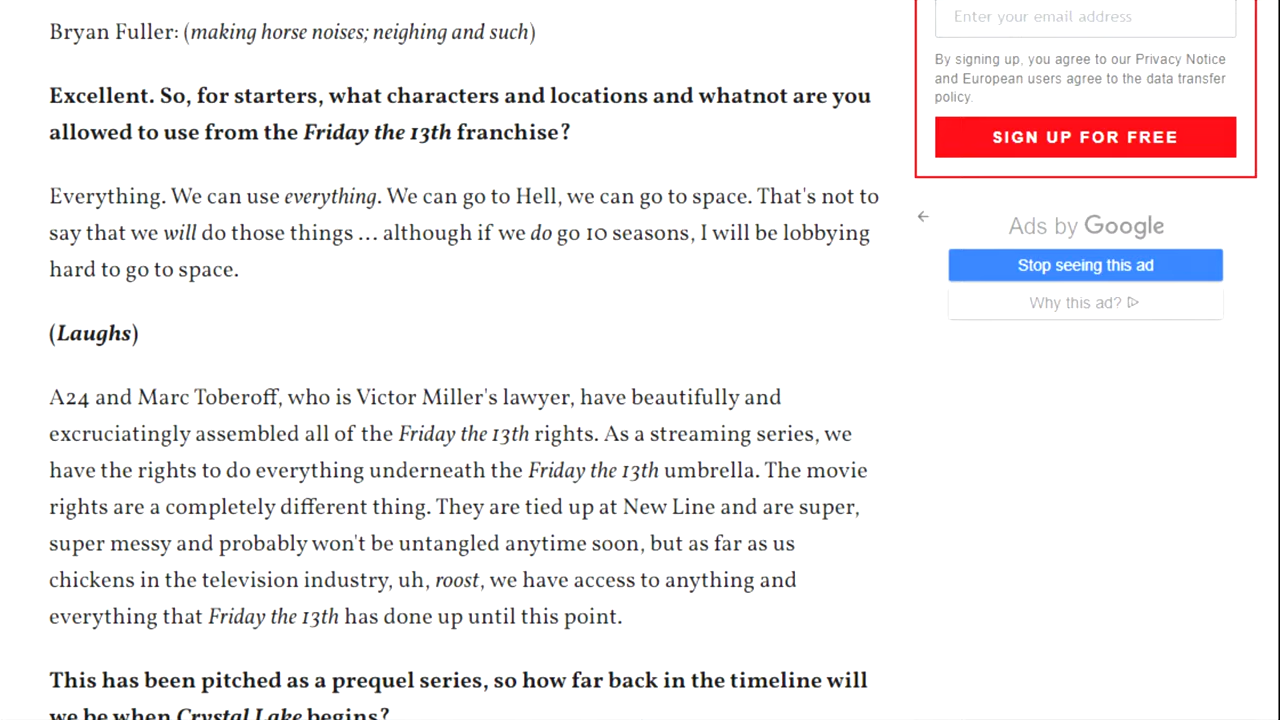 Bryan Fuller: (making horse noises; neighing and such)
Excellent. So, for starters, what characters and locations and whatnot are you
allowed to use from the Friday the 13th franchise?
Everything. We can use everything. We can go to Hell, we can go to space. That's not to
say that we will do those things ... although if we do go 10 seasons, I will be lobbying
hard to go to space.
(Laughs)
A24 and Marc Toberoff, who is Victor Miller's lawyer, have beautifully and
excruciatingly assembled all of the Friday the 13th rights. As a streaming series, we
have the rights to do everything underneath the Friday the 13th umbrella. The movie
rights are a completely different thing. They are tied up at New Line and are super,
super messy and probably won't be untangled anytime soon, but as far as us
chickens in the television industry, uh, roost, we have access to anything and
everything that Friday the 13th has done up until this point.
This has been pitched as a prequel series, so how far back in the timeline will
we be when Crystal Lake begins?
Enter your email address
By signing up, you agree to our Privacy Notice
and European users agree to the data transfer
policy.
SIGN UP FOR FREE
Ads by Google
Stop seeing this ad
Why this ad?